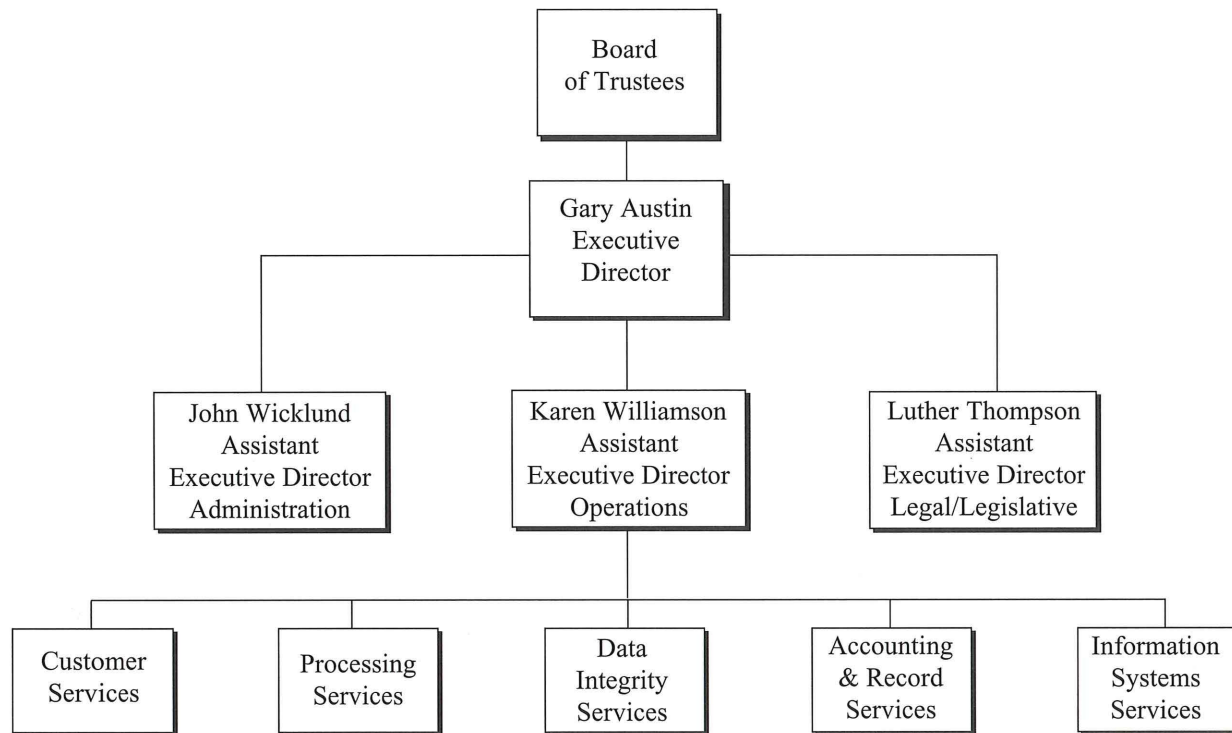 Board
of Trustees
Gary Austin
Executive
Director
John Wicklund
Assistant
Executive Director
Administration
Karen Williamson
Assistant
Executive Director
Operations
Luther Thompson
Assistant
Executive Director
Legal/Legislative
Customer
Services
Processing
Services
Data
Integrity
Services
Accounting
& Record
Services
Information
Systems
Services